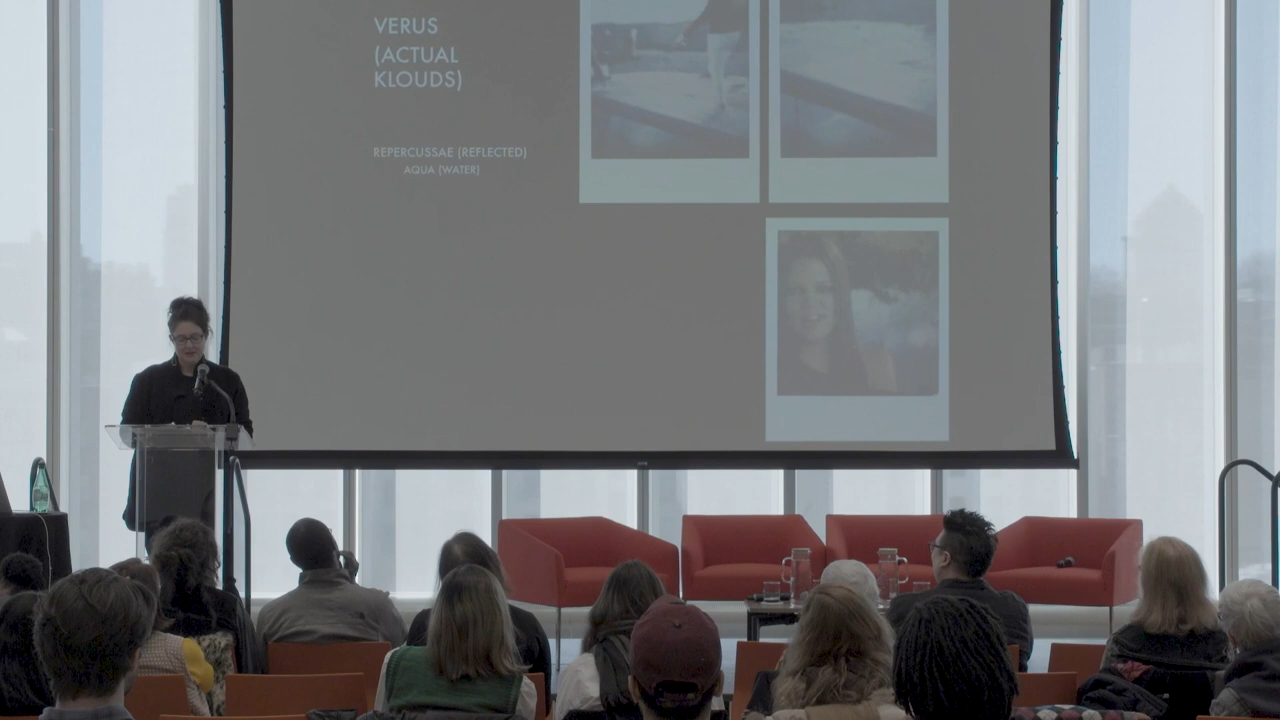 VERUS
(ACTUAL
KLOUDS)
REPERCUSSAE (REFLECTED)
AQUA (WATER)